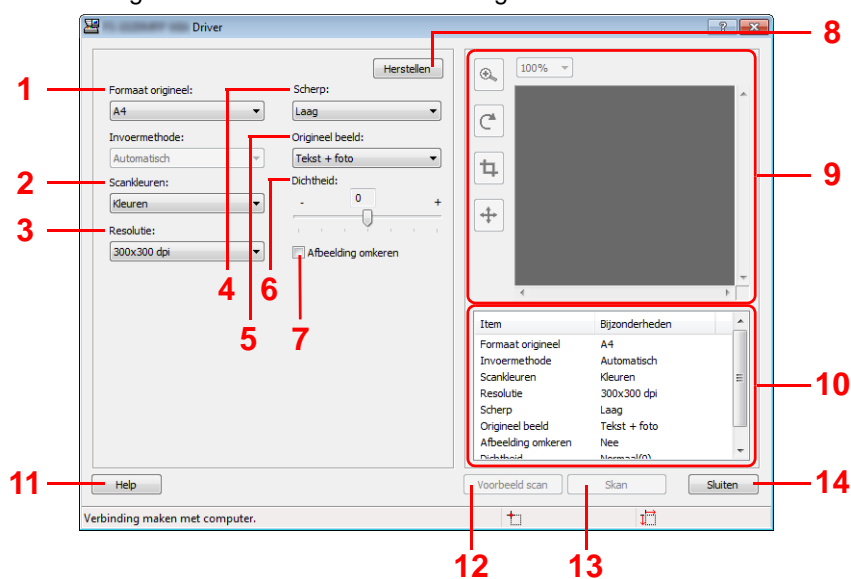 Driver
8
Herstellen
1
Formaat origineel:
A4
Invoermethode:
Automatisch
2
Scankleuren:
Kleuren
3
Resolutie:
300x300 dpi
Scherp:
Laag
Origineel beeld:
Tekst + foto
Dichtheid:
- 0 +
Afbeelding omkeren
4
5
6
7
100%
9
Item Bijzonderheden
Formaat origineel A4
Invoermethode Automatisch
Scankleuren Kleuren
Resolutie 300x300 dpi
Scherp Laag
Origineel beeld Tekst + foto
Afbeelding omkeren Nee
Dichtheid Normaal(0)
10
11
Help
Voorbeeld scan
Skan
Sluiten
14
Verbinding maken met computer.
12
13